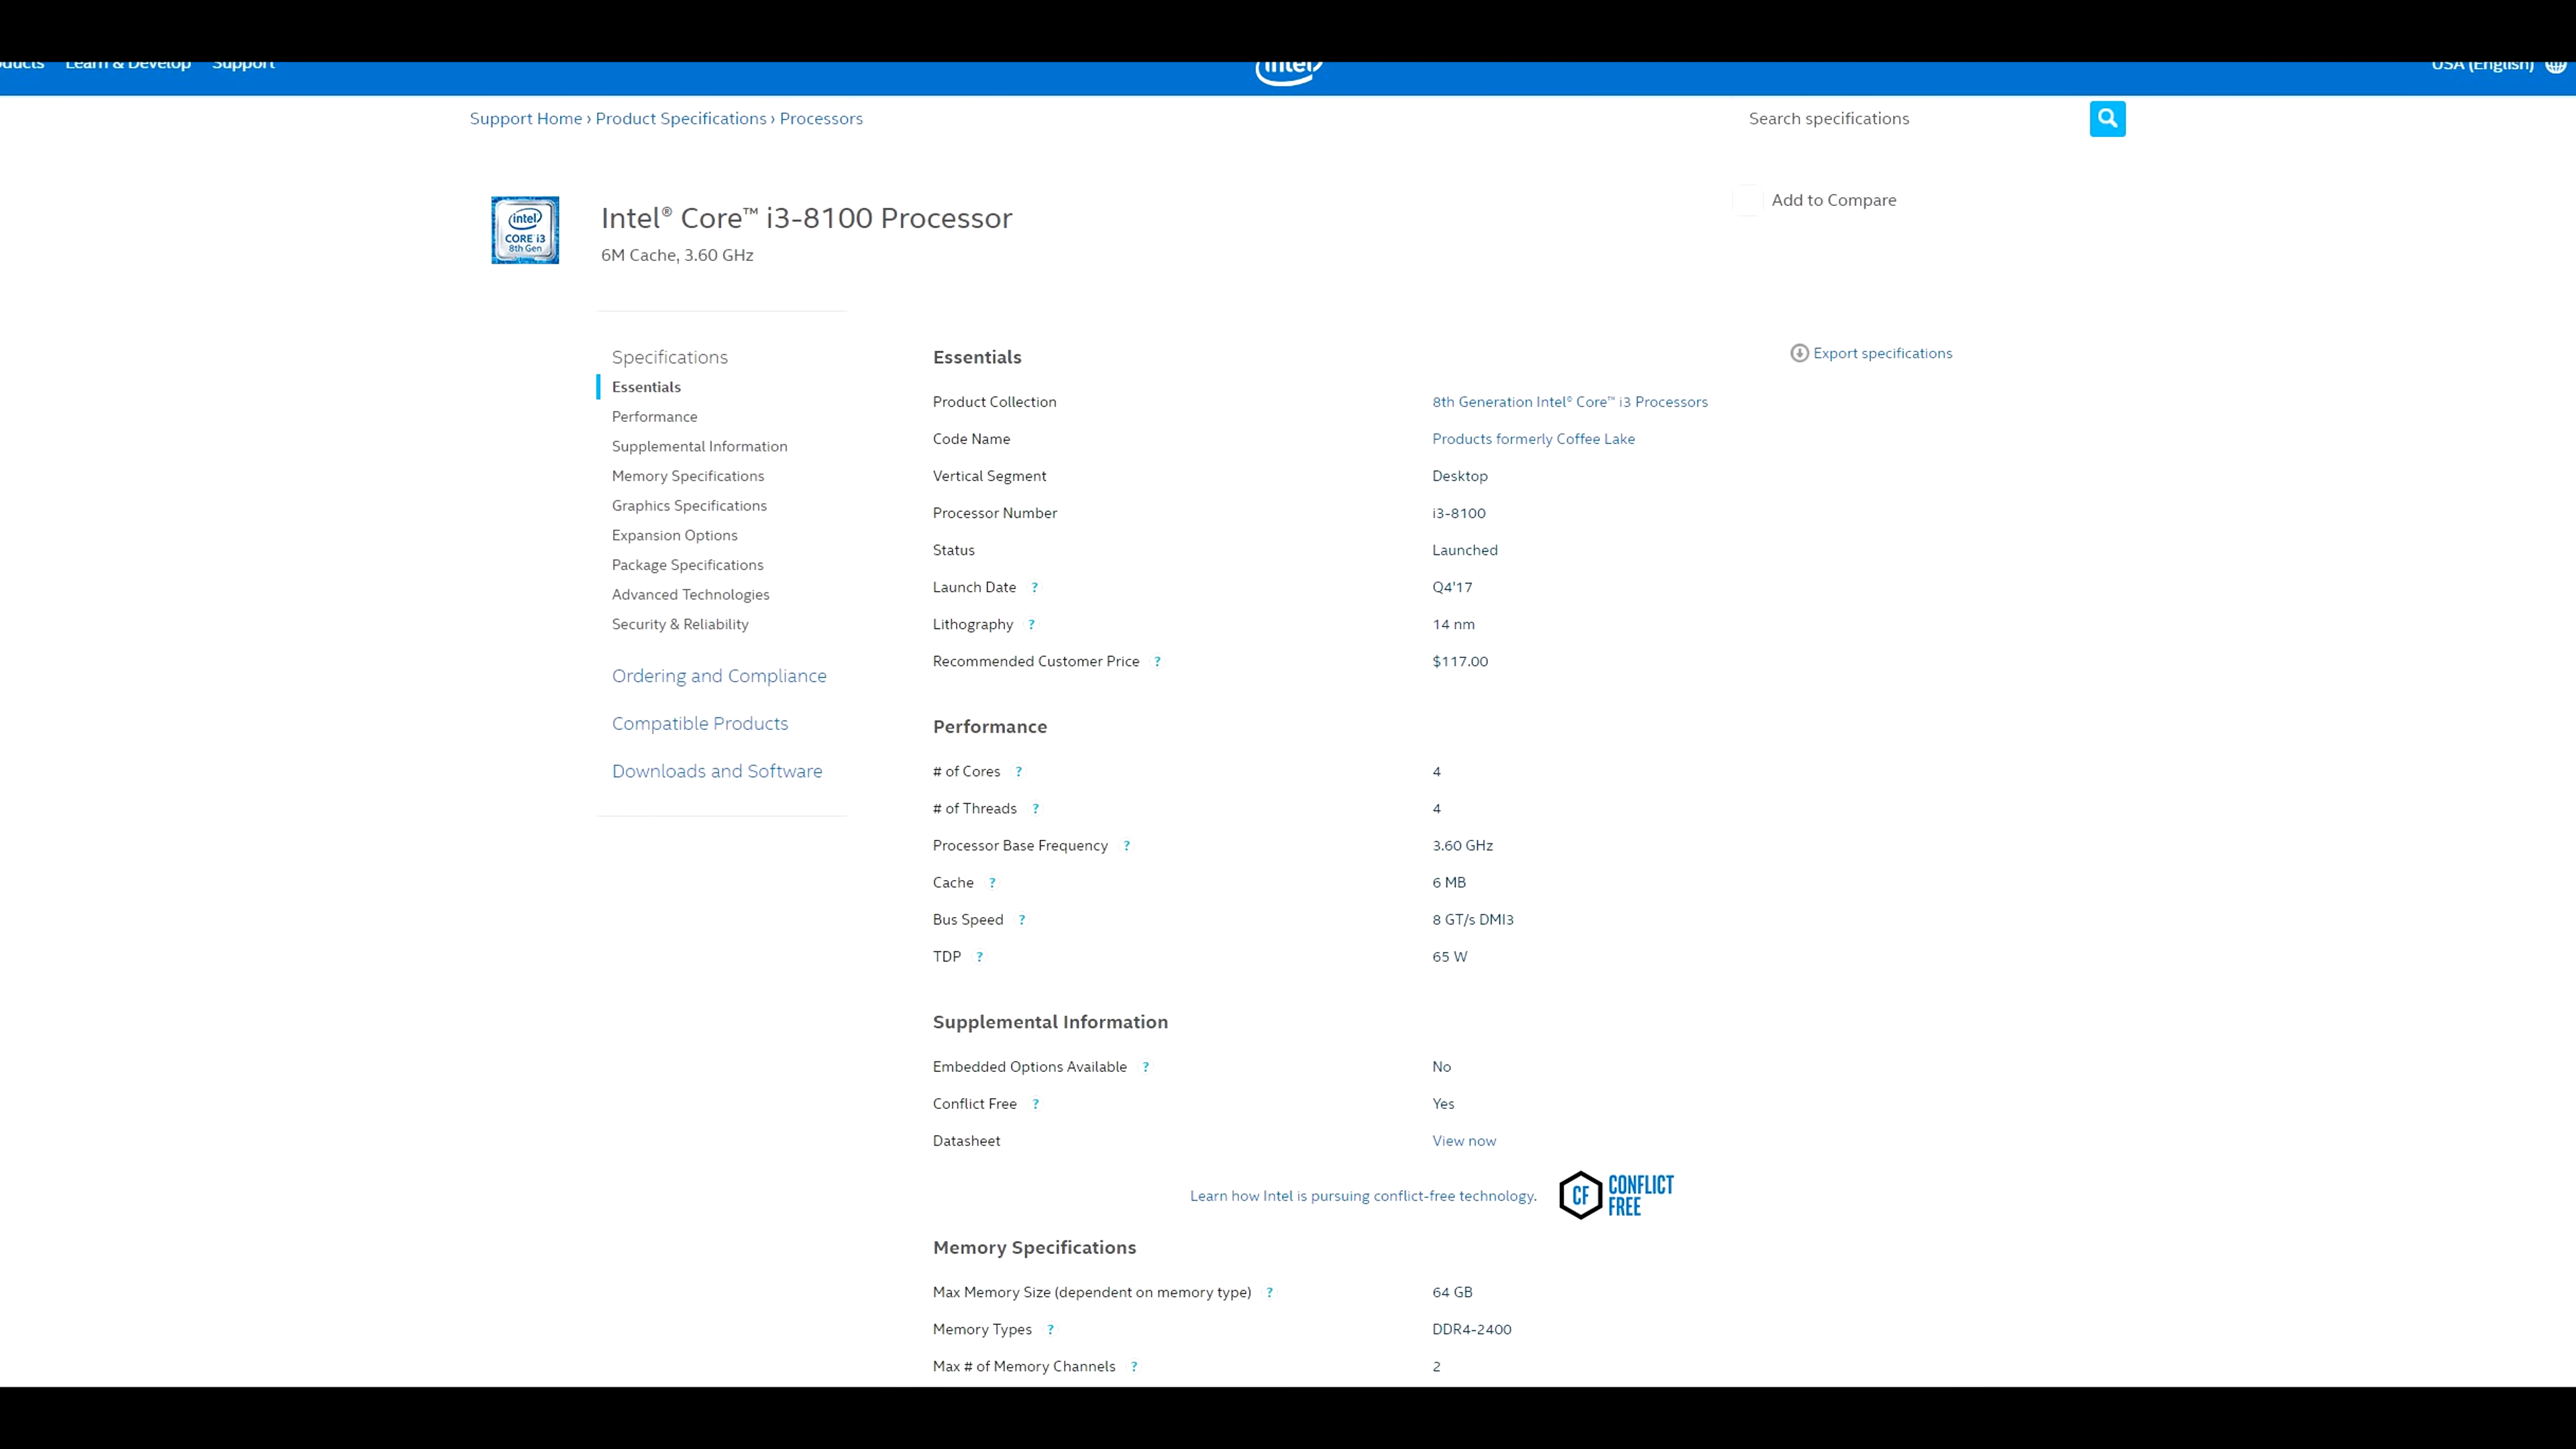 oducts Learn & Develop Support
intel
USA (English)
Support Home › Product Specifications › Processors
Search specifications
intel
CORE i3
8th Gen
Intel® Core™ i3-8100 Processor
6M Cache, 3.60 GHz
Add to Compare
Specifications
Essentials
Performance
Supplemental Information
Memory Specifications
Graphics Specifications
Expansion Options
Package Specifications
Advanced Technologies
Security & Reliability
Ordering and Compliance
Compatible Products
Downloads and Software
Essentials
Export specifications
Product Collection 8th Generation Intel® Core™ i3 Processors
Code Name Products formerly Coffee Lake
Vertical Segment Desktop
Processor Number i3-8100
Status Launched
Launch Date ? Q4'17
Lithography ? 14 nm
Recommended Customer Price ? $117.00
Performance
# of Cores ? 4
# of Threads ? 4
Processor Base Frequency ? 3.60 GHz
Cache ? 6 MB
Bus Speed ? 8 GT/s DMI3
TDP ? 65 W
Supplemental Information
Embedded Options Available ? No
Conflict Free ? Yes
Datasheet View now
Learn how Intel is pursuing conflict-free technology.
CF CONFLICT
FREE
Memory Specifications
Max Memory Size (dependent on memory type) ? 64 GB
Memory Types ? DDR4-2400
Max # of Memory Channels ? 2